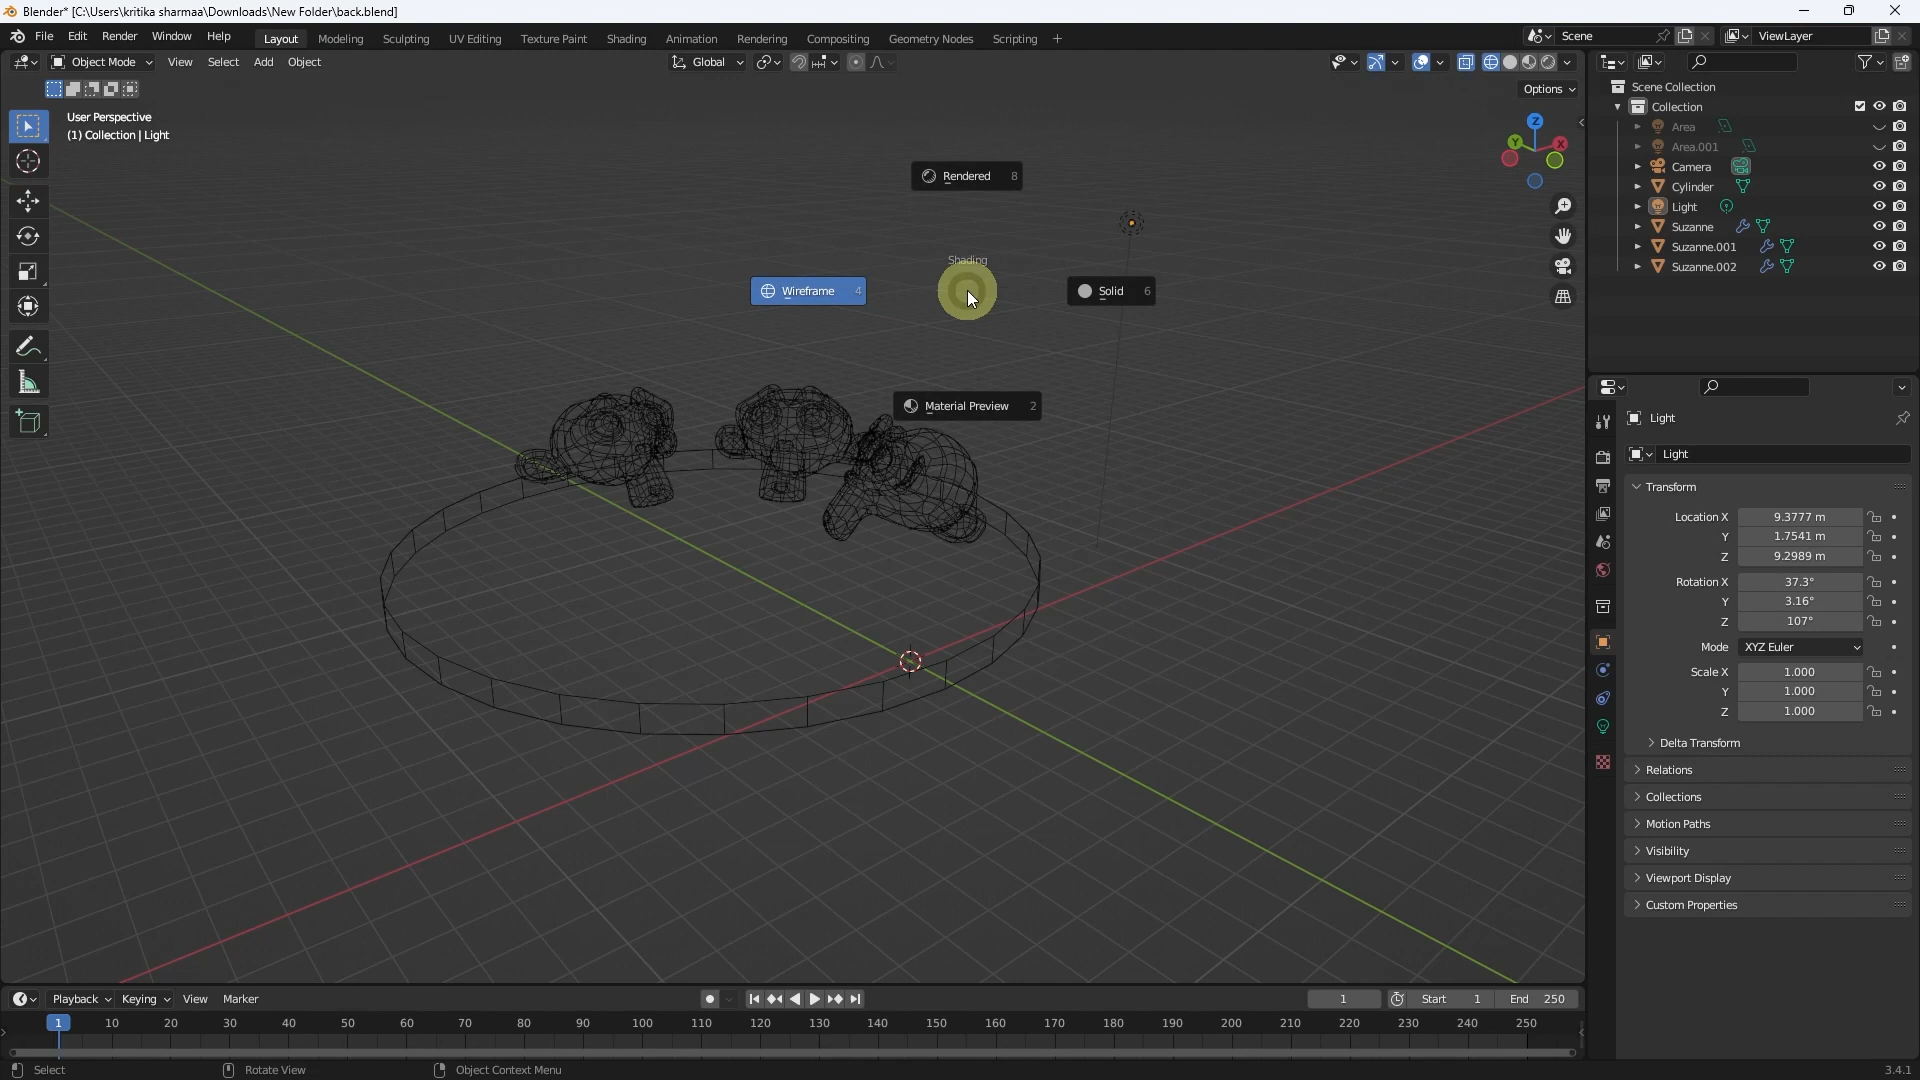 Blender* [C:\Users\kritika sharmaa\Downloads\New Folder\back.blend]
File Edit Render Window Help Layout Modeling Sculpting UV Editing Texture Paint Shading Animation Rendering Compositing Geometry Nodes Scripting + Scene ViewLayer
Object Mode View Select Add Object Global
Options
User Perspective
(1) Collection | Light
Z
Y
X
Rendered 8
Shading
Wireframe 4
Solid 6
Material Preview 2
Scene Collection
Collection
Area
Area.001
Camera
Cylinder
Light
Suzanne
Suzanne.001
Suzanne.002
Light
Light
Transform
Location X 9.3777 m
Y 1.7541 m
Z 9.2989 m
Rotation X 37.3°
Y 3.16°
Z 107°
Mode XYZ Euler
Scale X 1.000
Y 1.000
Z 1.000
Delta Transform
Relations
Collections
Motion Paths
Visibility
Viewport Display
Custom Properties
Playback Keying View Marker 1 Start 1 End 250
1 10 20 30 40 50 60 70 80 90 100 110 120 130 140 150 160 170 180 190 200 210 220 230 240 250
Select Rotate View Object Context Menu 3.4.1